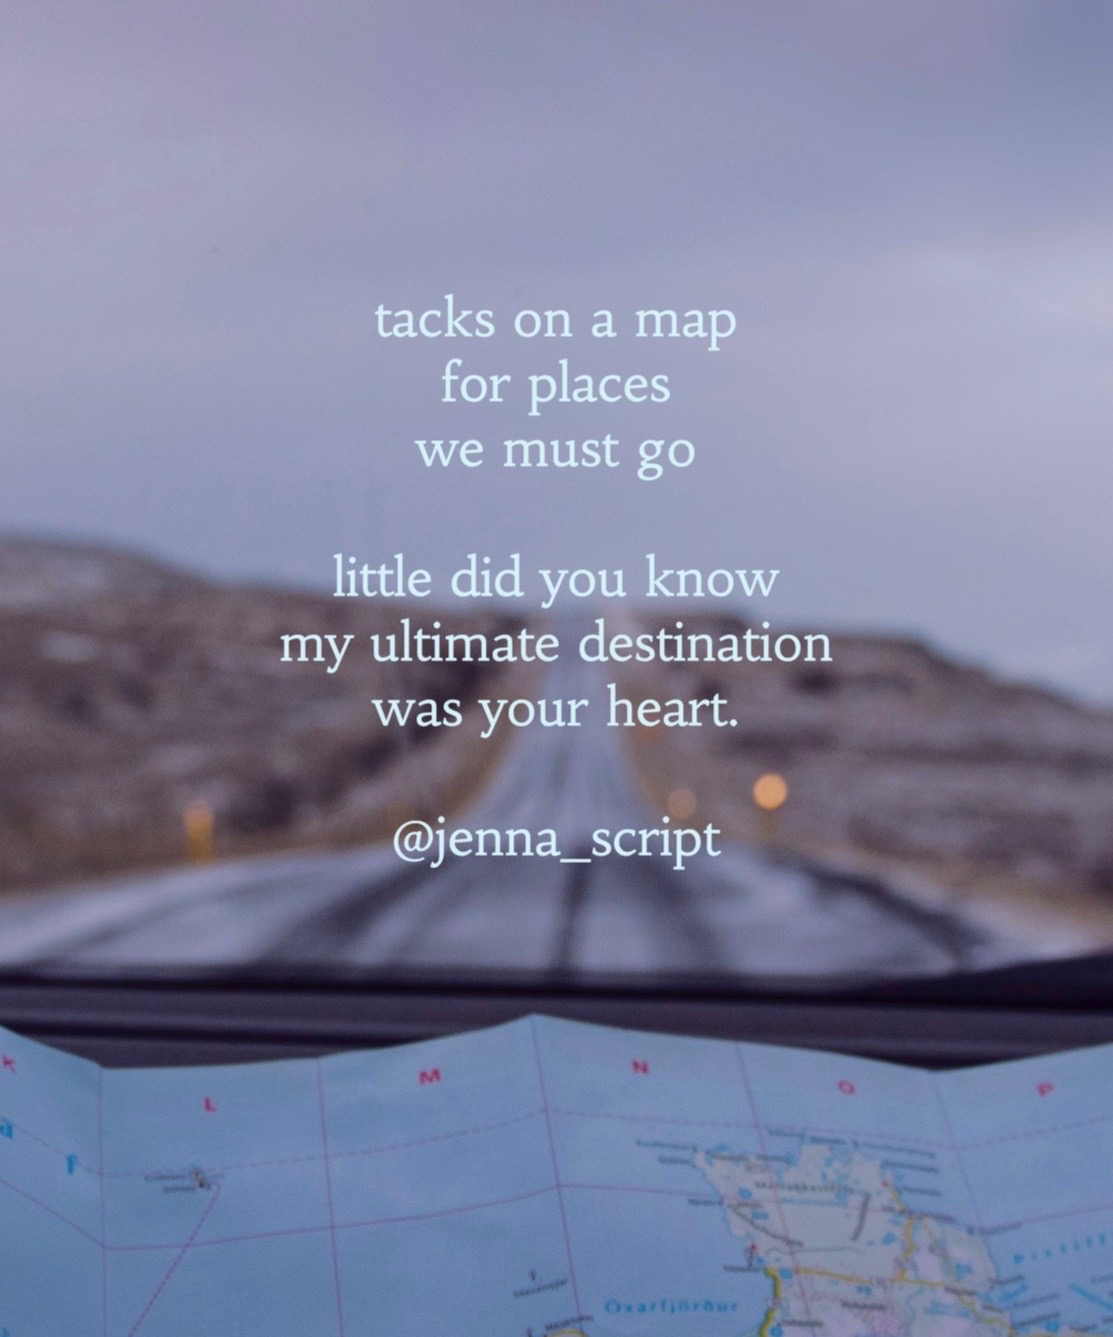 tacks on a map
for places
we must go
little did you know
my ultimate destination
was your heart.
@jenna_script
K
L
M
N
O
P
f
Öxarfjörður